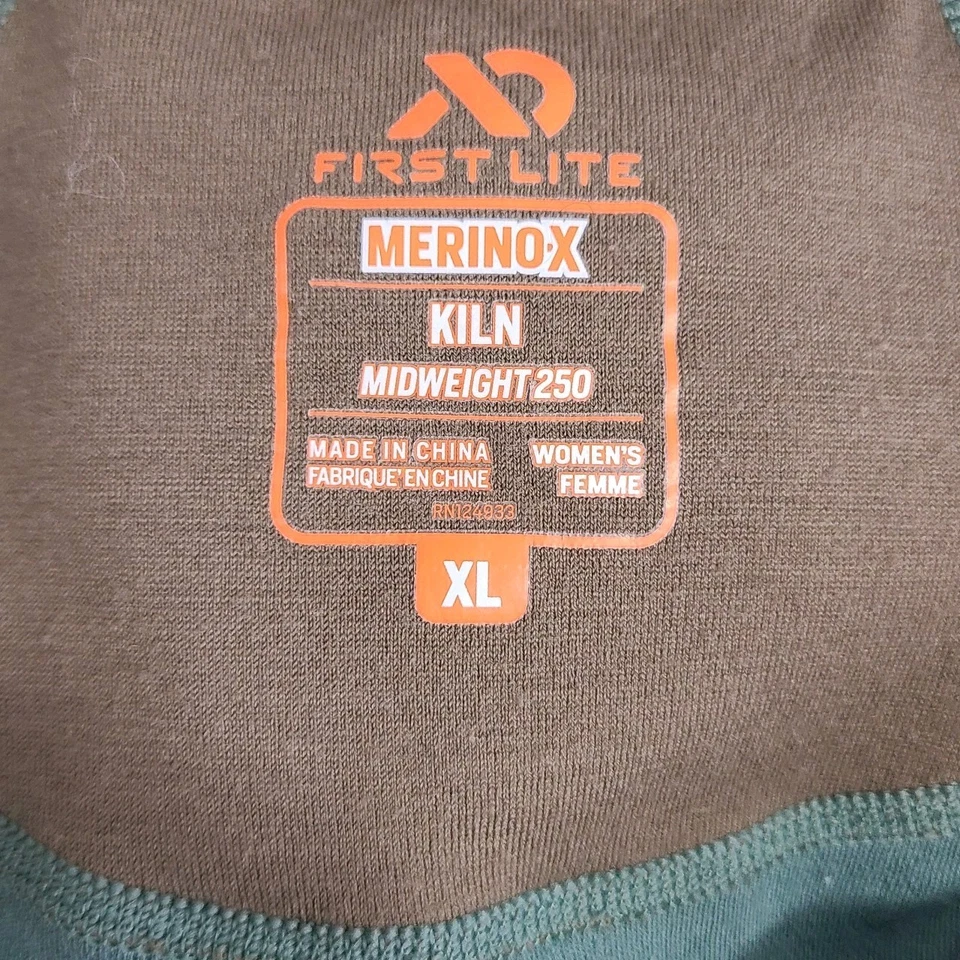 FIRST LITE
MERINO·X
KILN
MIDWEIGHT 250
MADE IN CHINA
FABRIQUE' EN CHINE
WOMEN'S
FEMME
RN124933
XL